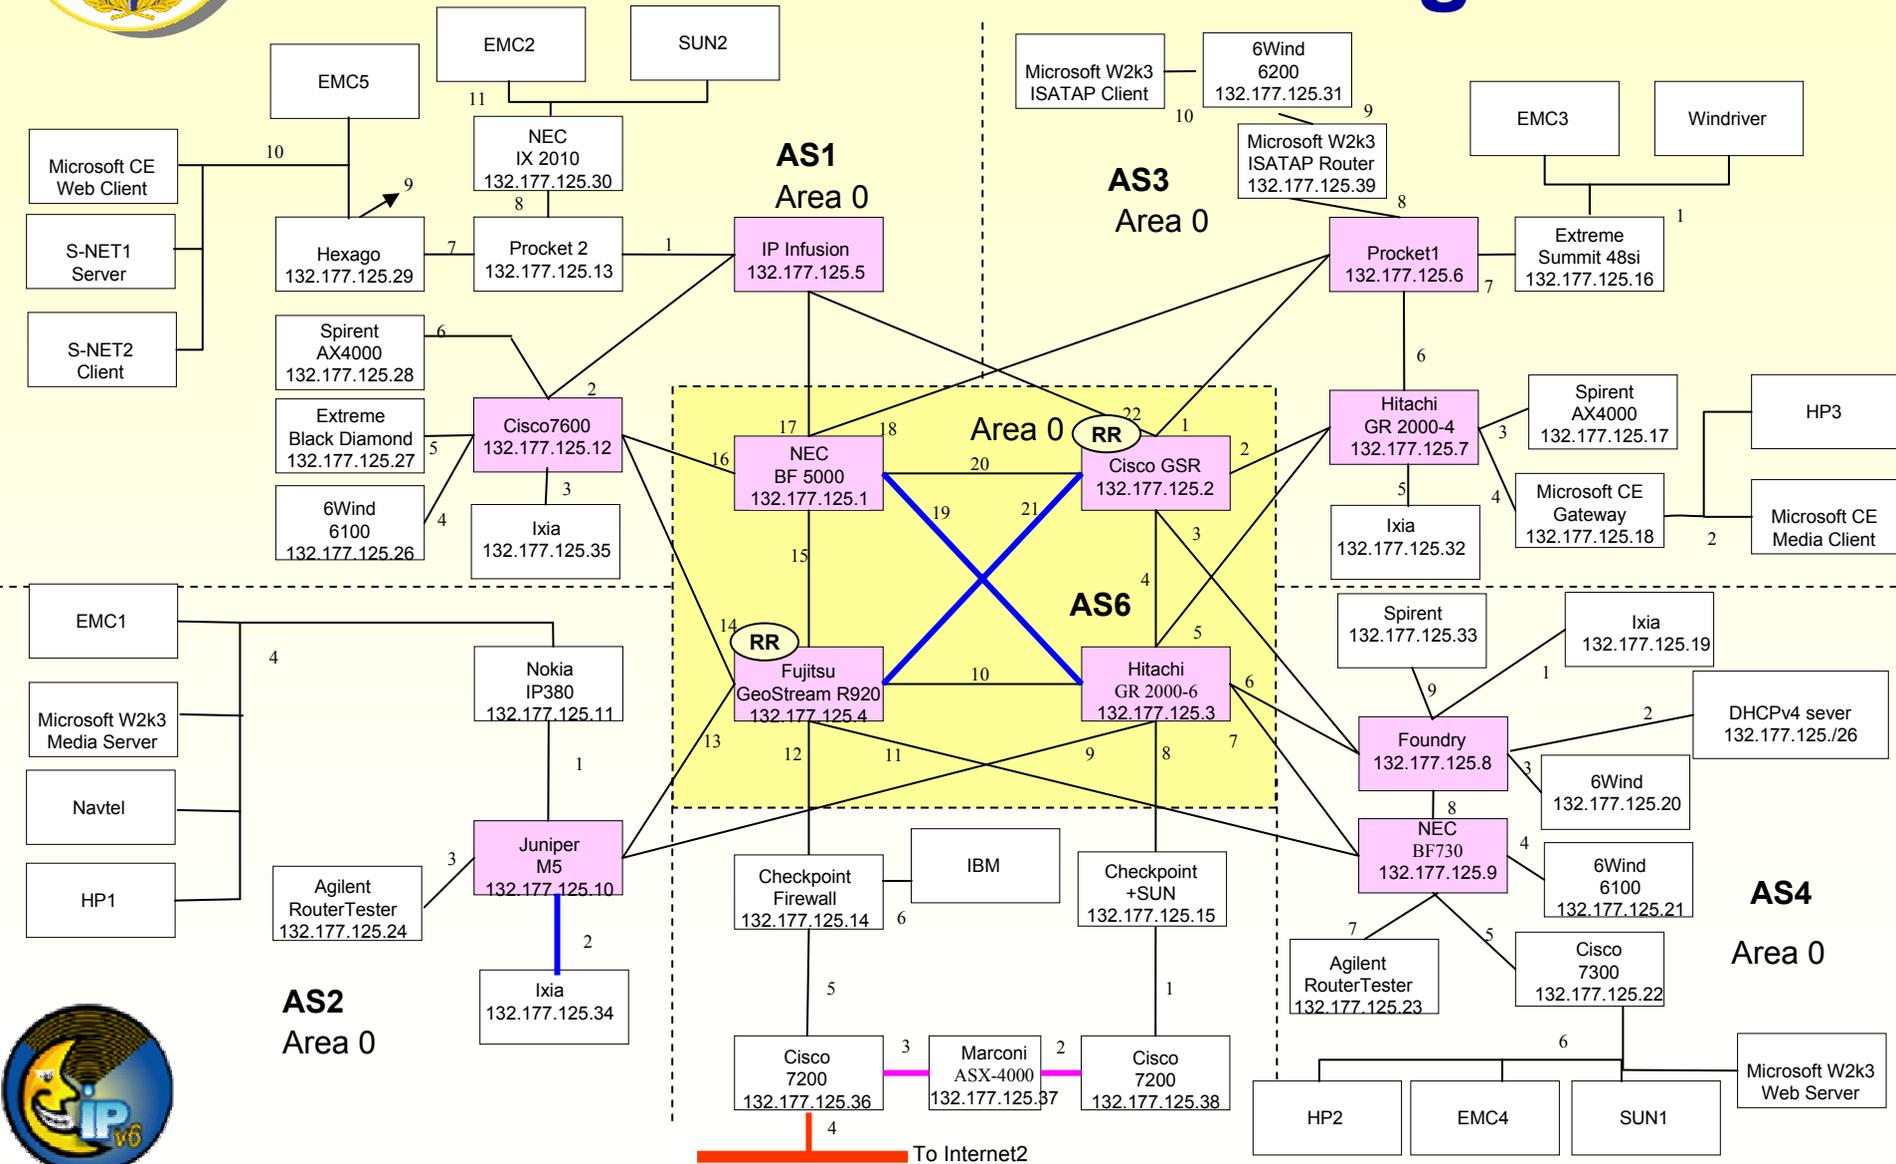 EMC5
EMC2
SUN2
11
Microsoft CE
Web Client
10
NEC
IX 2010
132.177.125.30
9
8
S-NET1
Server
Hexago
132.177.125.29
7
Procket 2
132.177.125.13
1
AS1
Area 0
IP Infusion
132.177.125.5
S-NET2
Client
Spirent
AX4000
132.177.125.28
6
2
Extreme
Black Diamond
132.177.125.27
5
Cisco7600
132.177.125.12
6Wind
6100
132.177.125.26
4
3
Ixia
132.177.125.35
Microsoft W2k3
ISATAP Client
10
6Wind
6200
132.177.125.31
9
Microsoft W2k3
ISATAP Router
132.177.125.39
8
AS3
Area 0
EMC3
Windriver
1
Procket1
132.177.125.6
7
Extreme
Summit 48si
132.177.125.16
6
Hitachi
GR 2000-4
132.177.125.7
3
Spirent
AX4000
132.177.125.17
HP3
5
4
Ixia
132.177.125.32
Microsoft CE
Gateway
132.177.125.18
2
Microsoft CE
Media Client
Area 0
RR
22
1
17
18
16
NEC
BF 5000
132.177.125.1
20
Cisco GSR
132.177.125.2
2
19
21
3
15
4
AS6
14
RR
5
Fujitsu
GeoStream R920
132.177.125.4
10
Hitachi
GR 2000-6
132.177.125.3
6
13
12
11
9
8
7
EMC1
4
Microsoft W2k3
Media Server
Navtel
HP1
Nokia
IP380
132.177.125.11
1
Juniper
M5
132.177.125.10
3
Agilent
RouterTester
132.177.125.24
2
Ixia
132.177.125.34
AS2
Area 0
Checkpoint
Firewall
132.177.125.14
IBM
6
Checkpoint
+SUN
132.177.125.15
5
1
Cisco
7200
132.177.125.36
3
Marconi
ASX-4000
132.177.125.37
2
Cisco
7200
132.177.125.38
4
To Internet2
Spirent
132.177.125.33
Ixia
132.177.125.19
9
1
2
DHCPv4 sever
132.177.125./26
Foundry
132.177.125.8
3
6Wind
132.177.125.20
8
NEC
BF730
132.177.125.9
4
6Wind
6100
132.177.125.21
AS4
Area 0
7
5
Agilent
RouterTester
132.177.125.23
Cisco
7300
132.177.125.22
6
HP2
EMC4
SUN1
Microsoft W2k3
Web Server
iP
v6